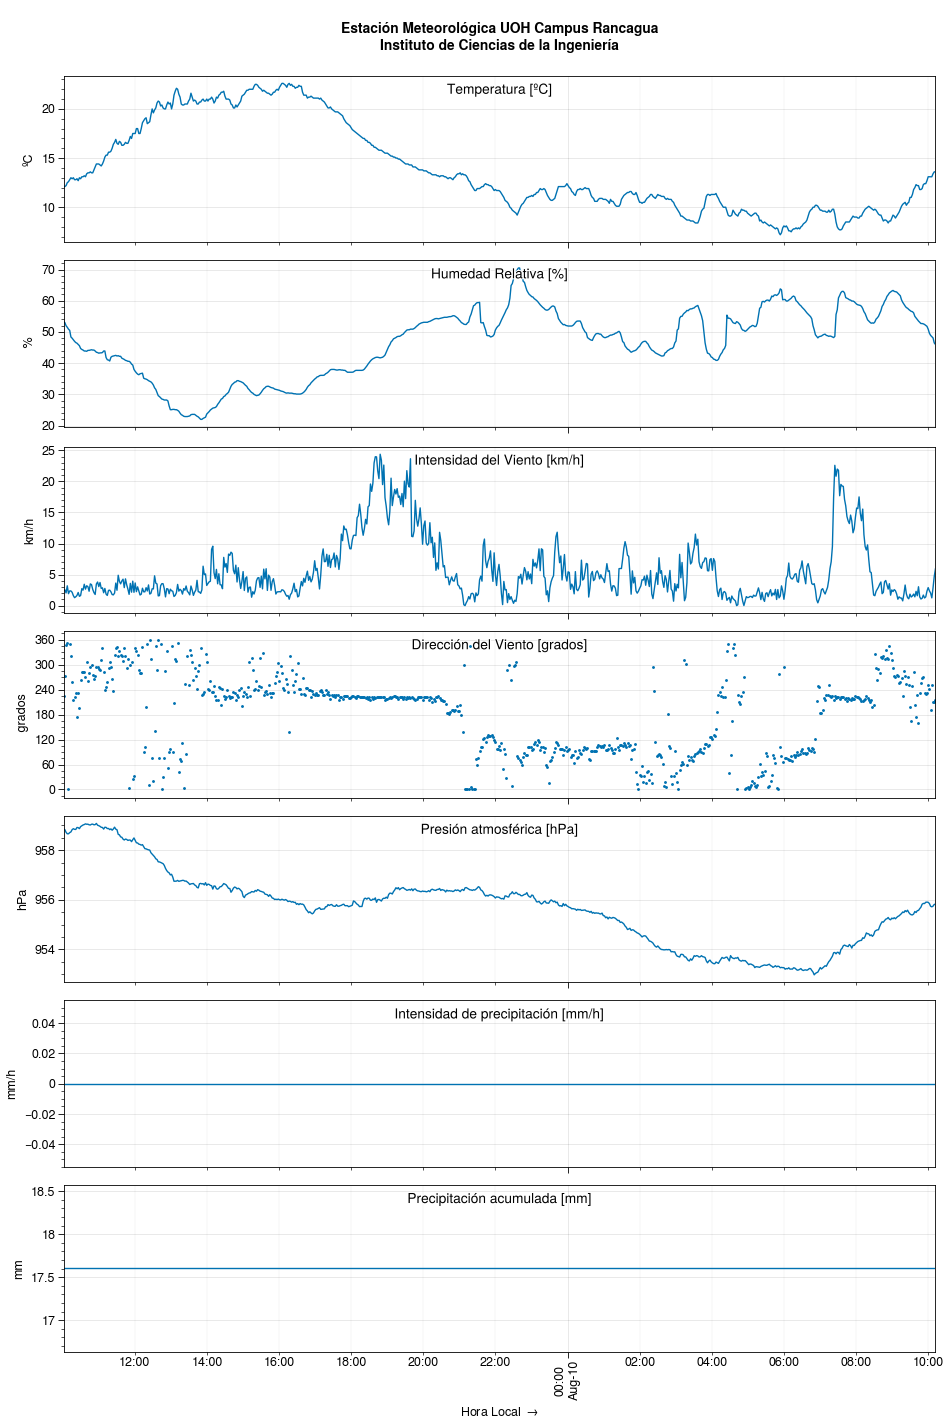 Estación Meteorológica UOH Campus Rancagua
Instituto de Ciencias de la Ingeniería
Temperatura [ºC]
ºC
20
15
10
Humedad Relativa [%]
%
70
60
50
40
30
20
Intensidad del Viento [km/h]
km/h
25
20
15
10
5
0
Dirección del Viento [grados]
grados
360
300
240
180
120
60
0
Presión atmosférica [hPa]
hPa
958
956
954
Intensidad de precipitación [mm/h]
mm/h
0.04
0.02
0
−0.02
−0.04
Precipitación acumulada [mm]
mm
18.5
18
17.5
17
12:00 14:00 16:00 18:00 20:00 22:00 00:00 02:00 04:00 06:00 08:00 10:00
Aug-10
Hora Local →